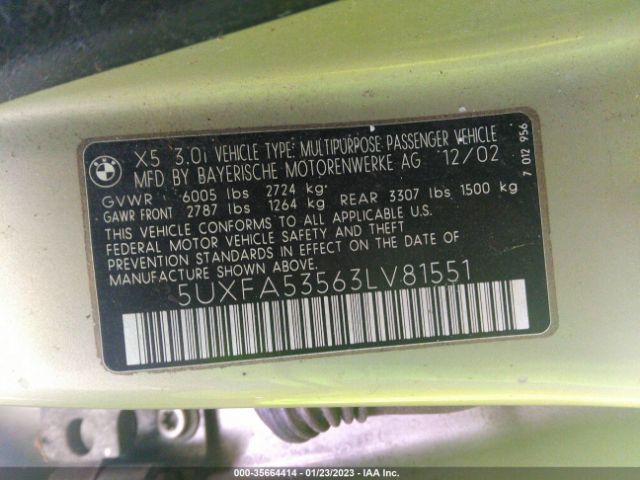 BMW
X5 3.0i VEHICLE TYPE: MULTIPURPOSE PASSENGER VEHICLE
MFD BY BAYERISCHE MOTORENWERKE AG 12/02
GVWR 6005 lbs 2724 kg
GAWR FRONT 2787 lbs 1264 kg. REAR 3307 lbs 1500 kg
THIS VEHICLE CONFORMS TO ALL APPLICABLE U.S.
FEDERAL MOTOR VEHICLE SAFETY AND THEFT
PREVENTION STANDARDS IN EFFECT ON THE DATE OF
MANUFACTURE SHOWN ABOVE.
5UXFA53563LV81551
7 012 956
000-35664414 - 01/23/2023 - IAA Inc.